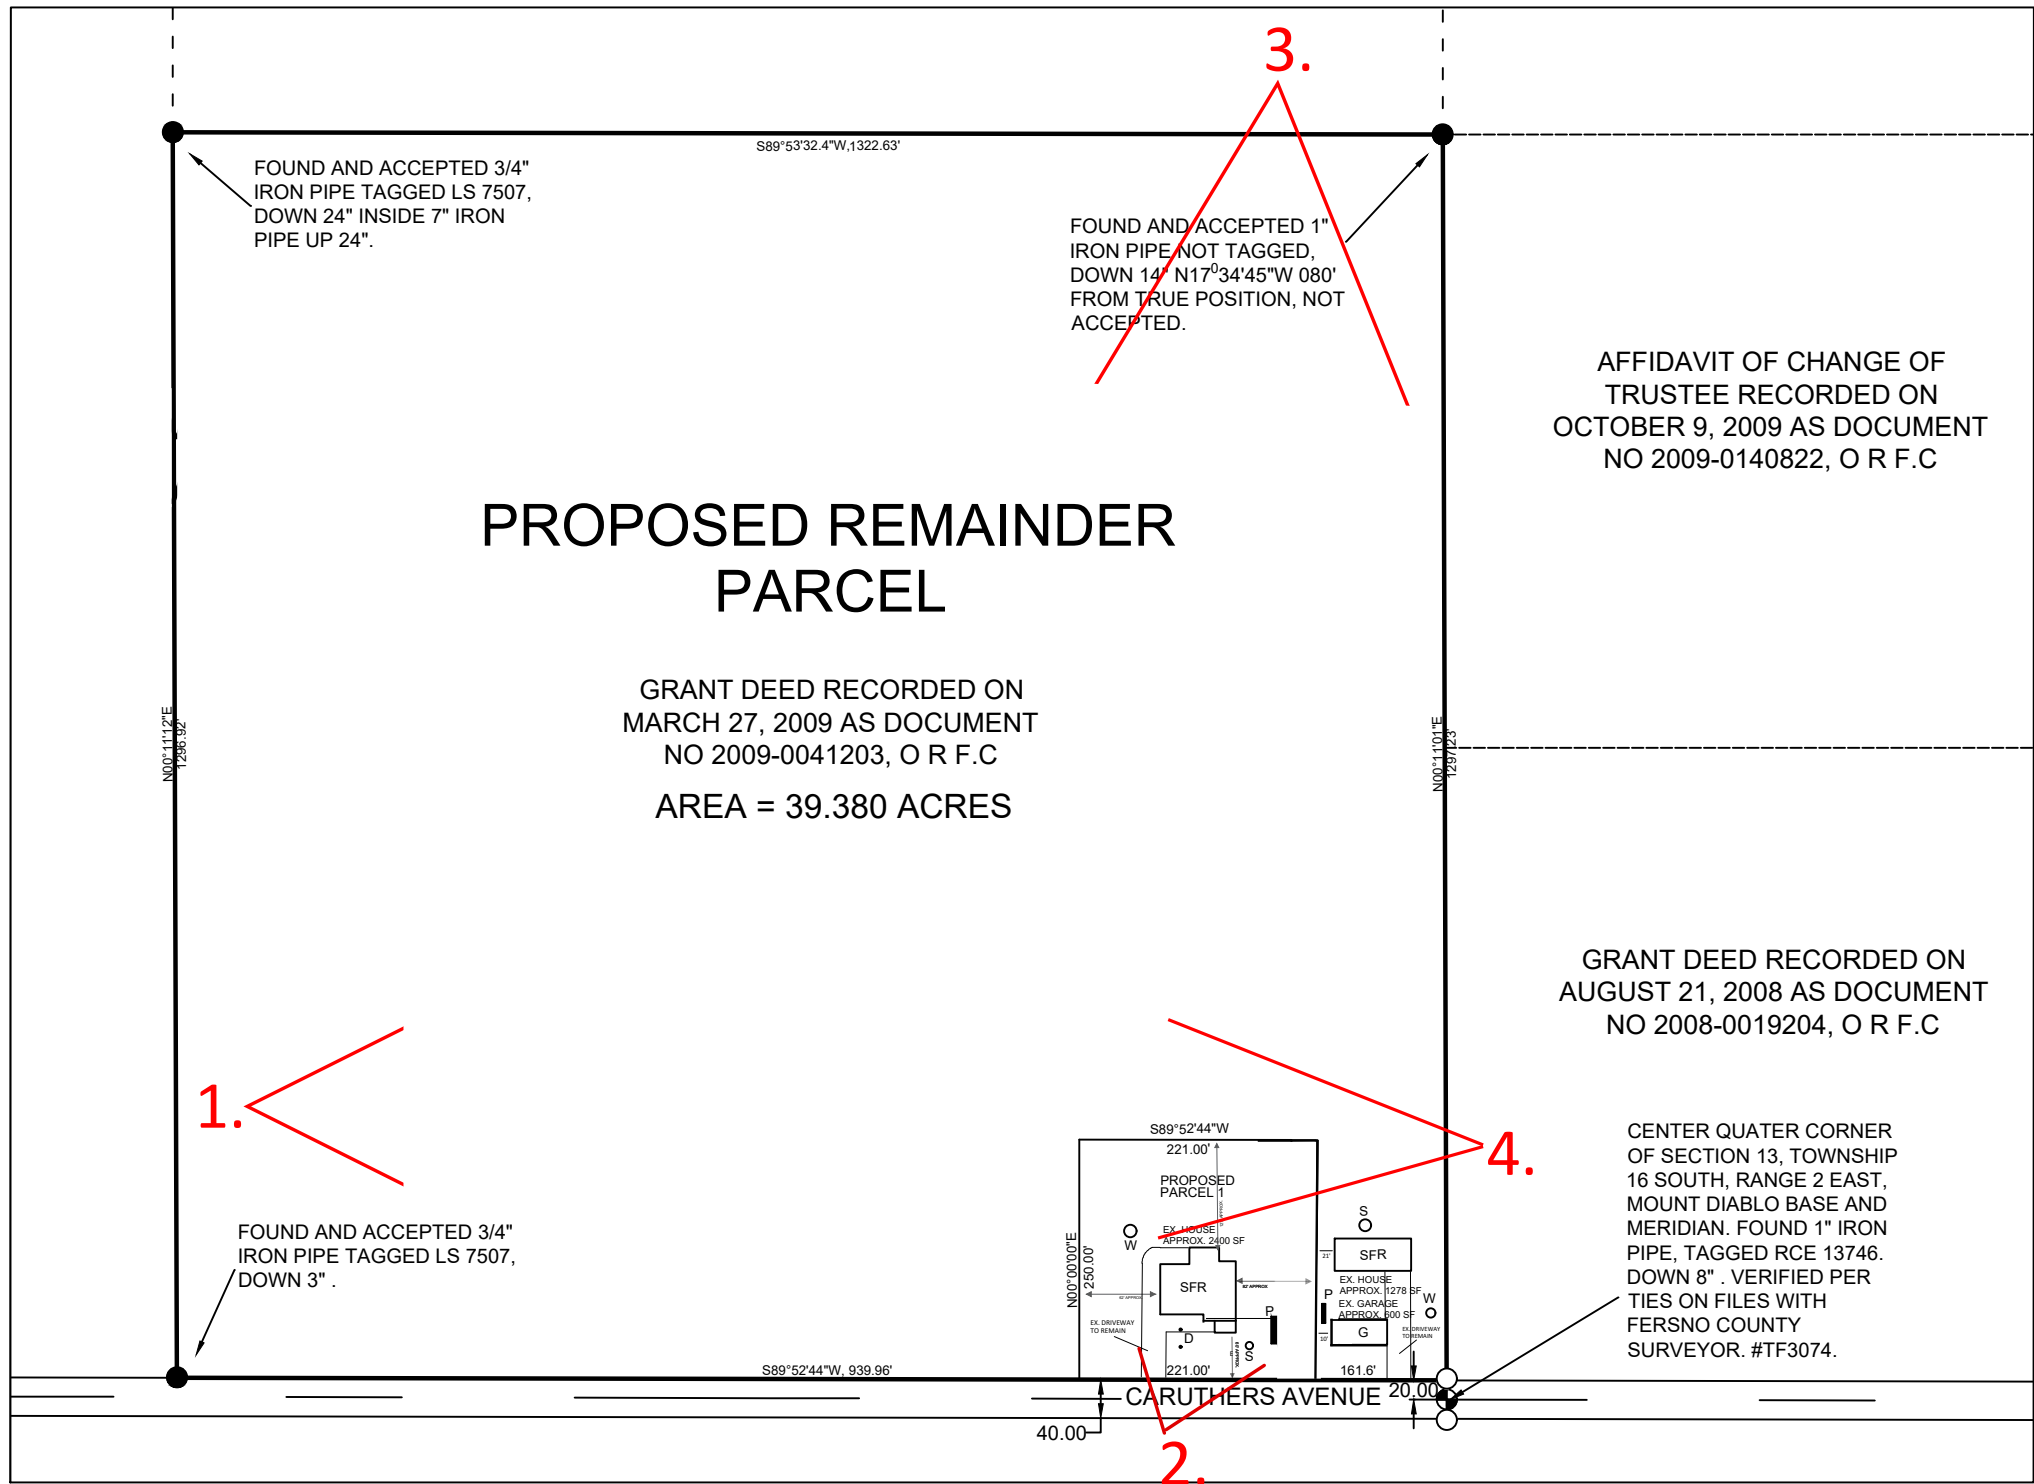 3.
S89°53'32.4"W,1322.63'
FOUND AND ACCEPTED 3/4"
IRON PIPE TAGGED LS 7507,
DOWN 24" INSIDE 7" IRON
PIPE UP 24".
FOUND AND ACCEPTED 1"
IRON PIPE NOT TAGGED,
DOWN 14" N17⁰34'45"W 080'
FROM TRUE POSITION, NOT
ACCEPTED.
AFFIDAVIT OF CHANGE OF
TRUSTEE RECORDED ON
OCTOBER 9, 2009 AS DOCUMENT
NO 2009-0140822, O R F.C
PROPOSED REMAINDER
PARCEL
GRANT DEED RECORDED ON
MARCH 27, 2009 AS DOCUMENT
NO 2009-0041203, O R F.C
AREA = 39.380 ACRES
N00°11'12"E
1296.92'
N00°11'01"E
1297.23'
GRANT DEED RECORDED ON
AUGUST 21, 2008 AS DOCUMENT
NO 2008-0019204, O R F.C
1.
4.
CENTER QUATER CORNER
OF SECTION 13, TOWNSHIP
16 SOUTH, RANGE 2 EAST,
MOUNT DIABLO BASE AND
MERIDIAN. FOUND 1" IRON
PIPE, TAGGED RCE 13746.
DOWN 8" . VERIFIED PER
TIES ON FILES WITH
FERSNO COUNTY
SURVEYOR. #TF3074.
S89°52'44"W
221.00'
PROPOSED
PARCEL 1
EX. HOUSE
APPROX. 2400 SF
W
SFR
N00°00'00"E
250.00'
82' APPROX
EX. DRIVEWAY
TO REMAIN
D
P
S
221.00'
S
SFR
21'
EX. HOUSE
APPROX. 1278 SF
P
EX. GARAGE
APPROX. 600 SF
W
G
10'
EX. DRIVEWAY
TO REMAIN
161.6'
FOUND AND ACCEPTED 3/4"
IRON PIPE TAGGED LS 7507,
DOWN 3" .
S89°52'44"W, 939.96'
CARUTHERS AVENUE
20.00
40.00
2.